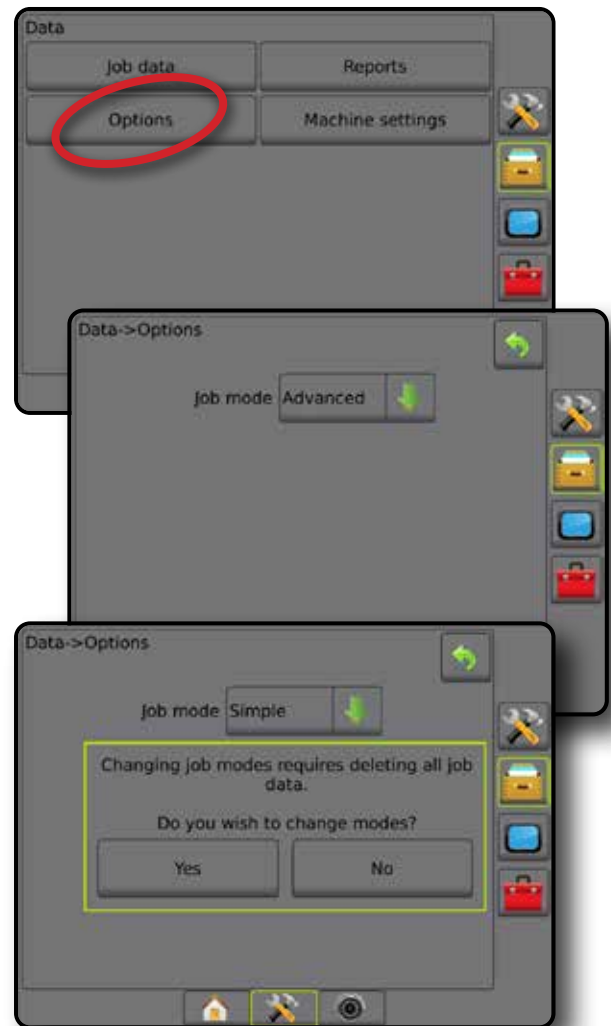 Data
Job data Reports
Options Machine settings
Data->Options
Job mode Advanced
Data->Options
Job mode Simple
Changing job modes requires deleting all job
data.
Do you wish to change modes?
Yes No